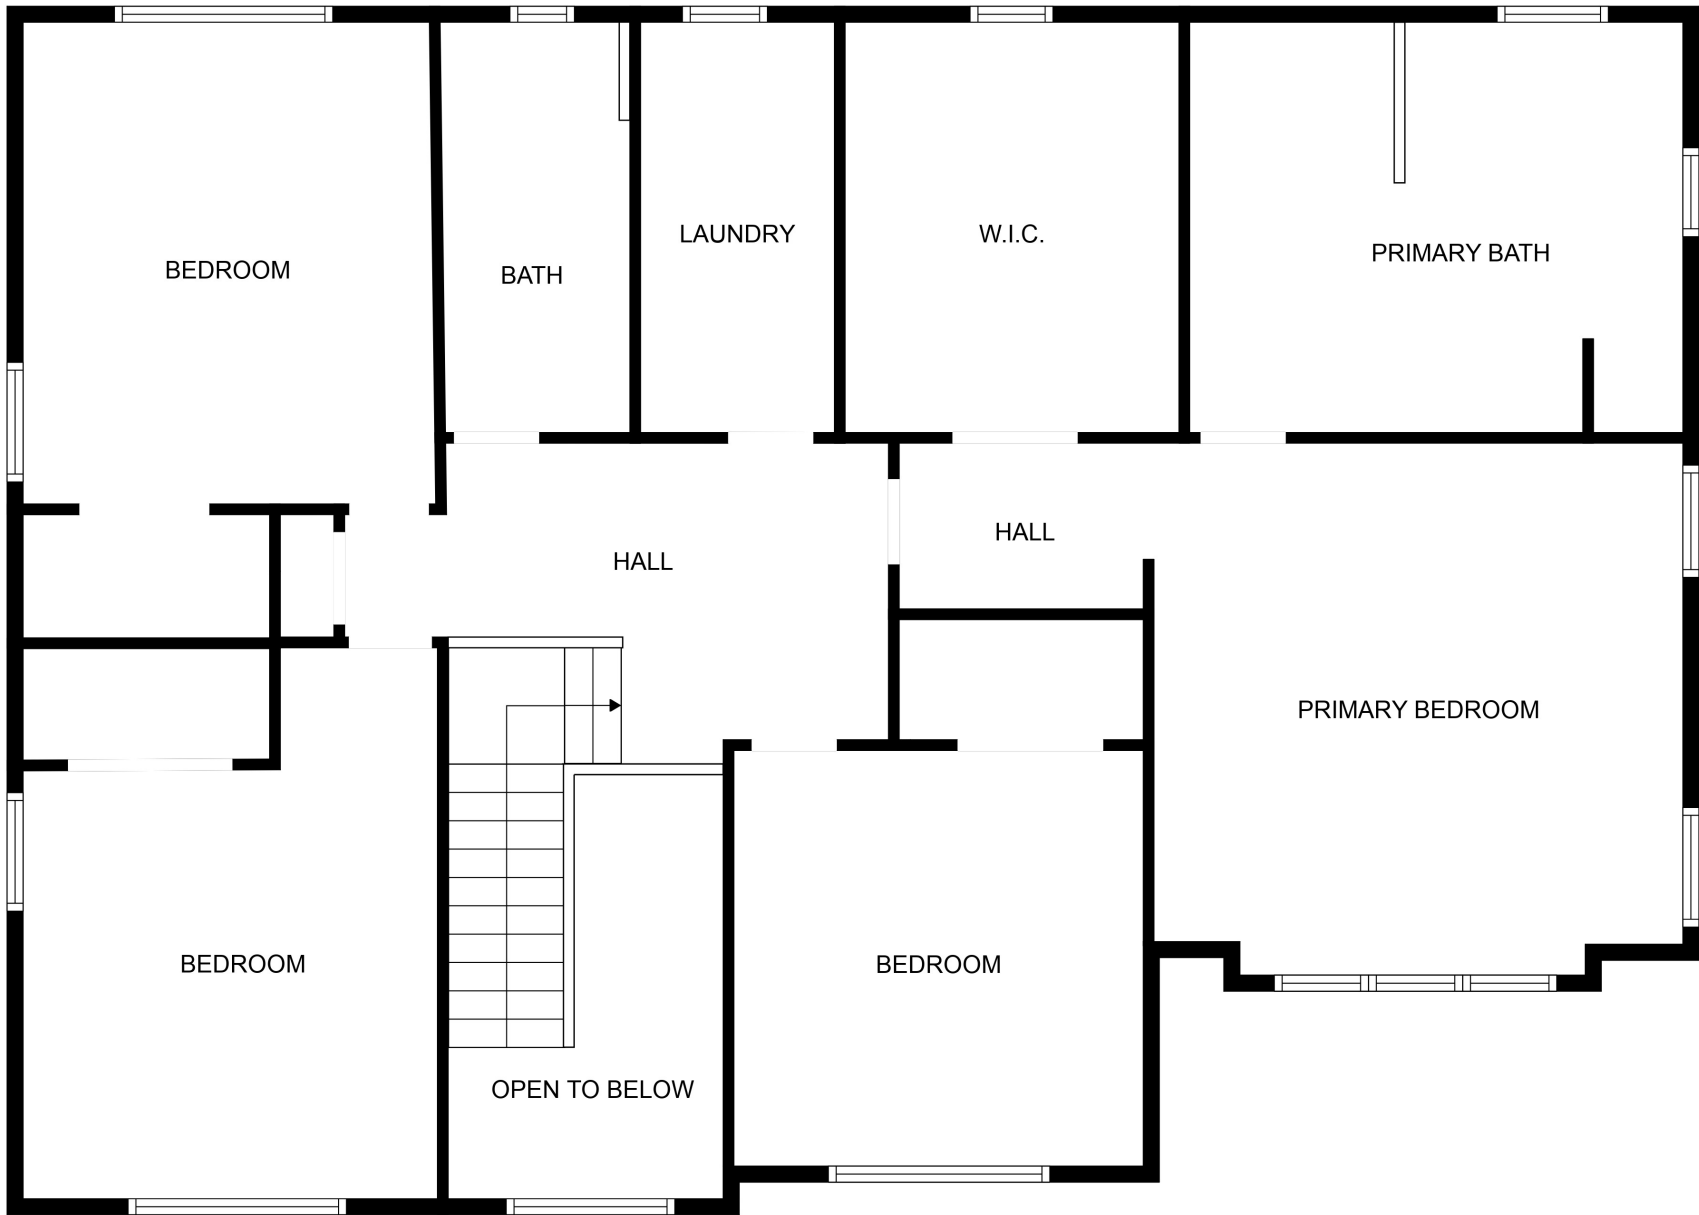 LAUNDRY
W.I.C.
PRIMARY BATH
BEDROOM
BATH
HALL
HALL
PRIMARY BEDROOM
BEDROOM
BEDROOM
OPEN TO BELOW